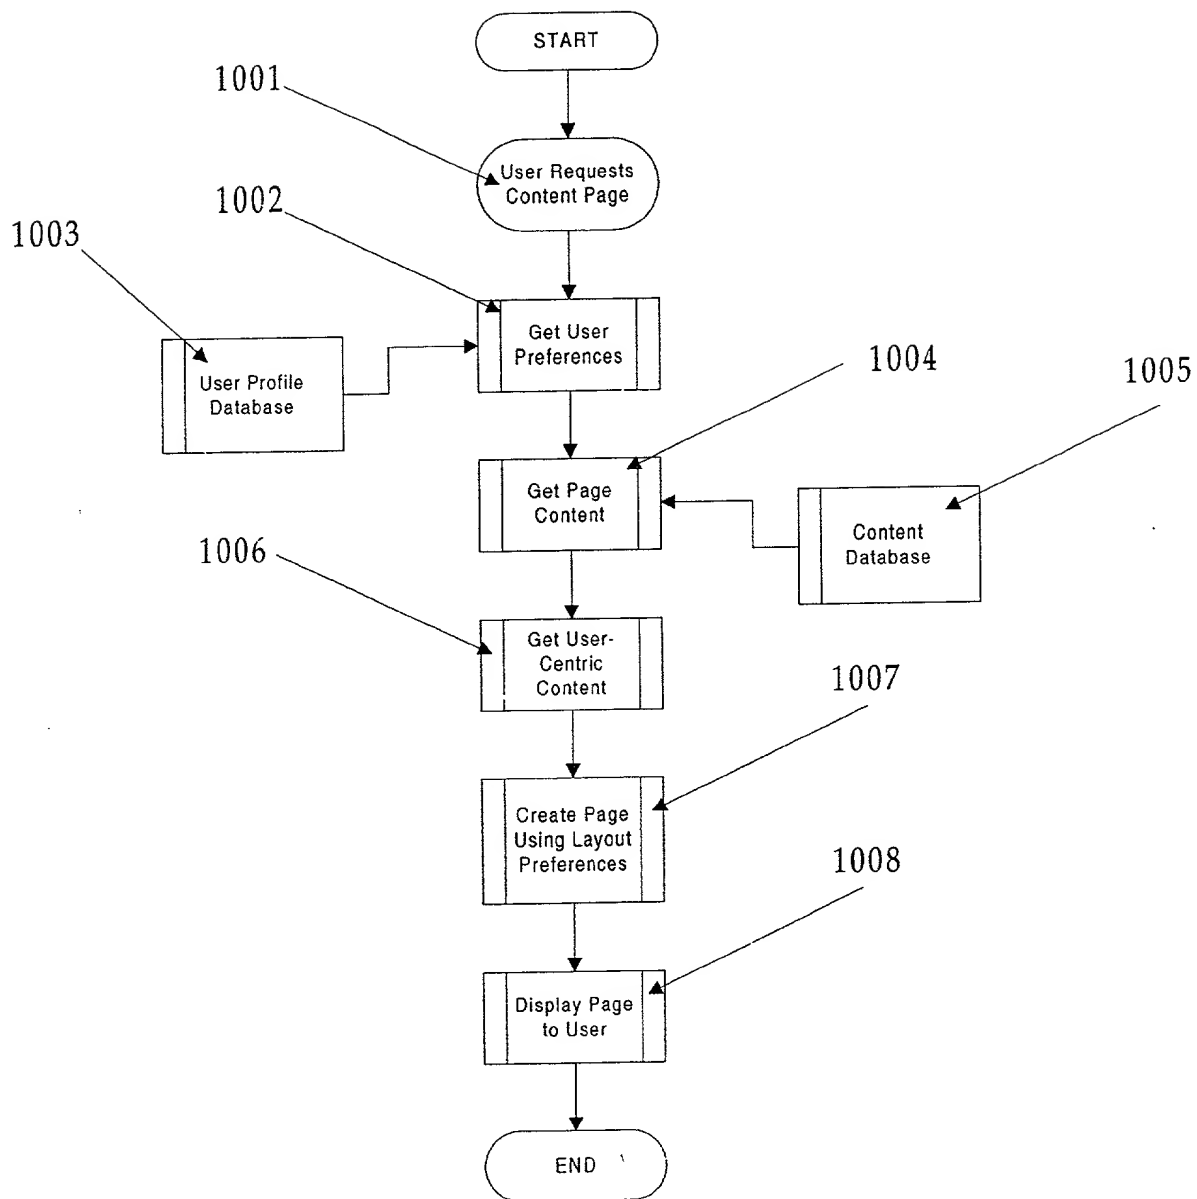 START
1001
User Requests
Content Page
1002
1003
Get User
Preferences
User Profile
Database
1004
1005
Get Page
Content
Content
Database
1006
Get User-
Centric
Content
1007
Create Page
Using Layout
Preferences
1008
Display Page
to User
END